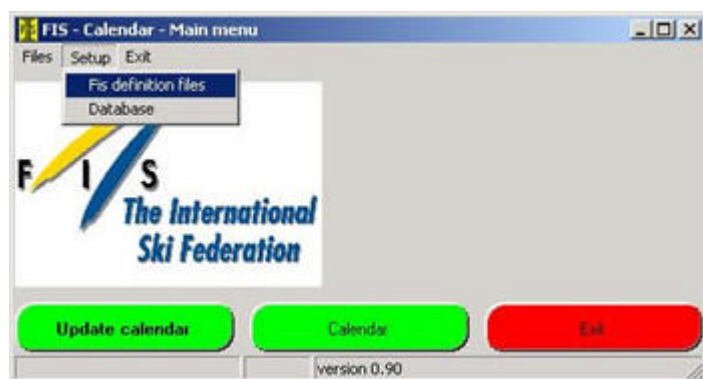 FIS - Calendar - Main menu
Files Setup Exit
Fis definition files
Database
F I S
The International
Ski Federation
Update calendar Calendar Exit
version 0.90